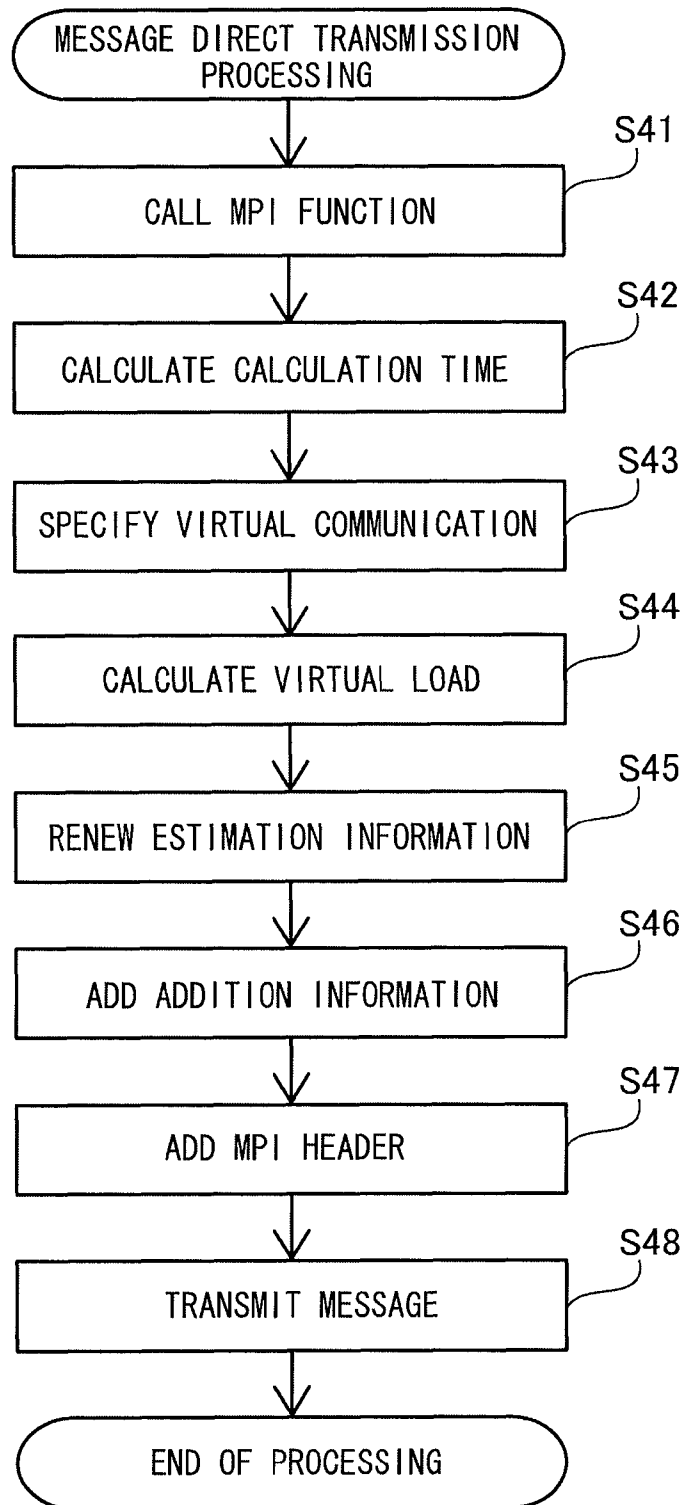 MESSAGE DIRECT TRANSMISSION
PROCESSING
S41
CALL MPI FUNCTION
S42
CALCULATE CALCULATION TIME
S43
SPECIFY VIRTUAL COMMUNICATION
S44
CALCULATE VIRTUAL LOAD
S45
RENEW ESTIMATION INFORMATION
S46
ADD ADDITION INFORMATION
S47
ADD MPI HEADER
S48
TRANSMIT MESSAGE
END OF PROCESSING